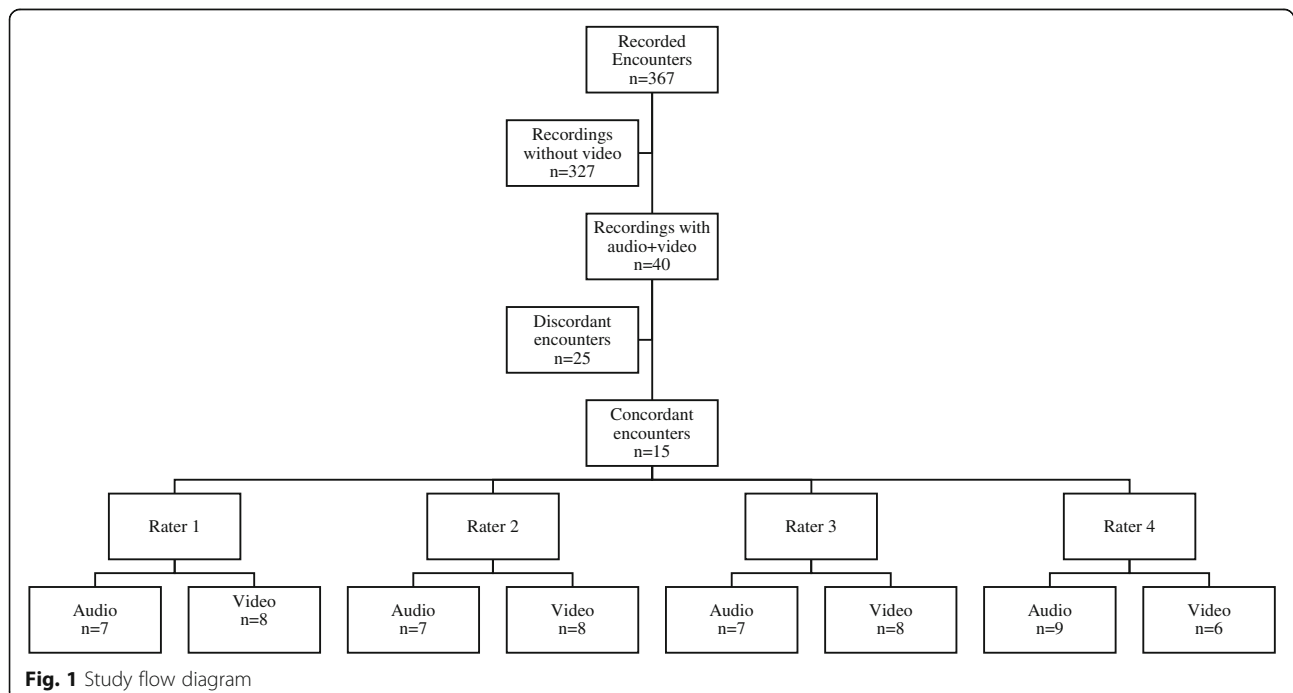 Recorded
Encounters
n=367
Recordings
without video
n=327
Recordings with
audio+video
n=40
Discordant
encounters
n=25
Concordant
encounters
n=15
Rater 1
Rater 2
Rater 3
Rater 4
Audio
n=7
Video
n=8
Audio
n=7
Video
n=8
Audio
n=7
Video
n=8
Audio
n=9
Video
n=6
Fig. 1 Study flow diagram